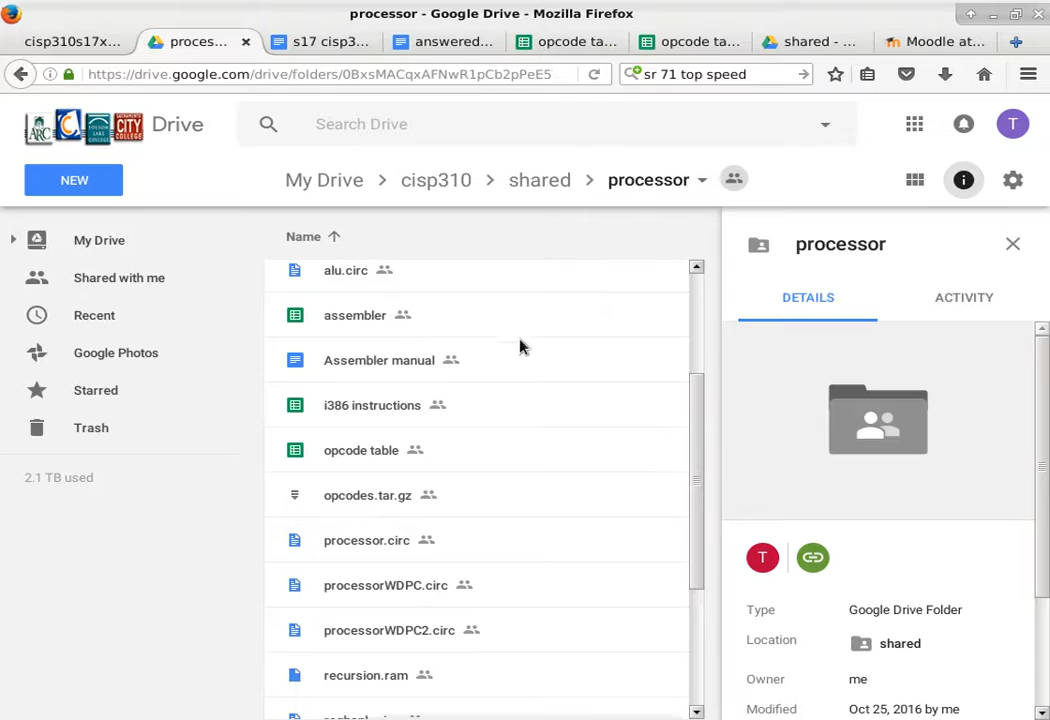 processor - Google Drive - Mozilla Firefox
cisp310s17x...
proces...
s17 cisp3...
answered...
opcode ta...
opcode ta...
shared - ...
Moodle at...
https://drive.google.com/drive/folders/0BxsMACqxAFNwR1pCb2pPeE5
sr 71 top speed
ARC
SACRAMENTO CITY COLLEGE
Drive
Search Drive
T
NEW
My Drive > cisp310 > shared > processor
My Drive
Shared with me
Recent
Google Photos
Starred
Trash
2.1 TB used
Name
alu.circ
assembler
Assembler manual
i386 instructions
opcode table
opcodes.tar.gz
processor.circ
processorWDPC.circ
processorWDPC2.circ
recursion.ram
processor
DETAILS
ACTIVITY
T
Type Google Drive Folder
Location shared
Owner me
Modified Oct 25, 2016 by me